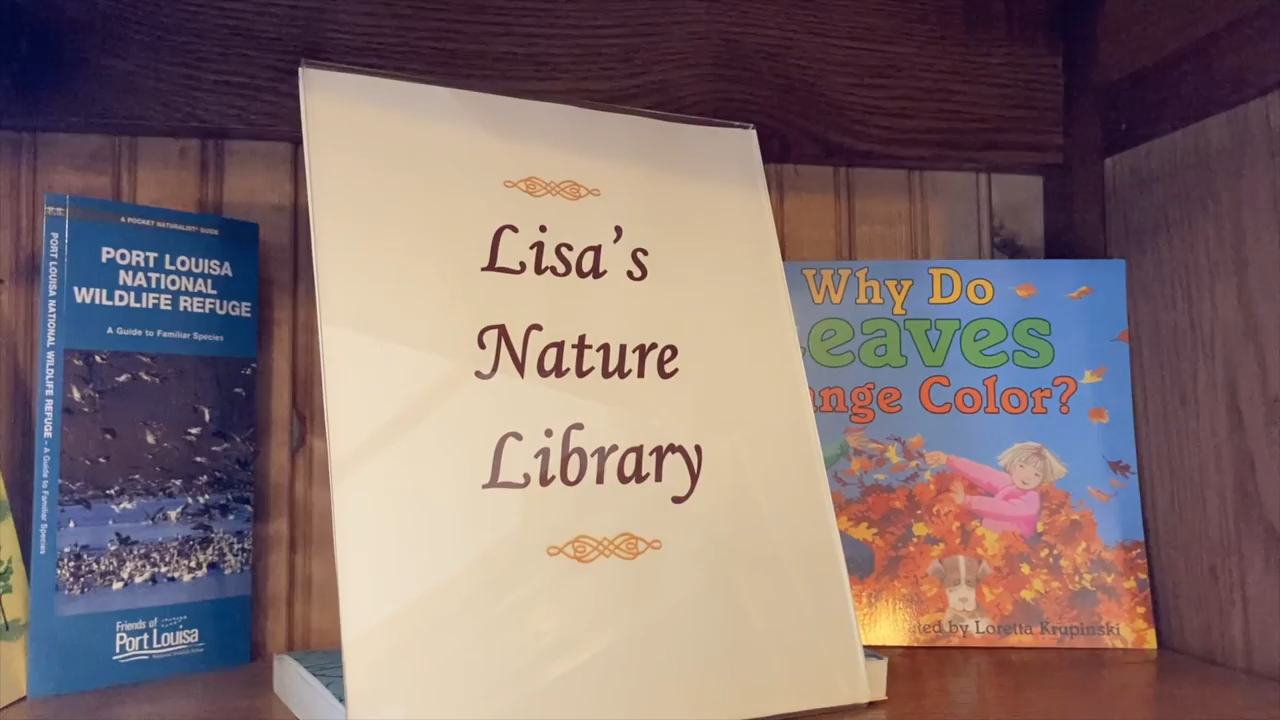 A POCKET NATURALIST® GUIDE
PORT LOUISA
NATIONAL
WILDLIFE REFUGE
A Guide to Familiar Species
Friends of
Port Louisa
PORT LOUISA NATIONAL WILDLIFE REFUGE - A Guide to Familiar Species
Lisa's
Nature
Library
Why Do
eaves
nge Color?
ted by Loretta Krupinski